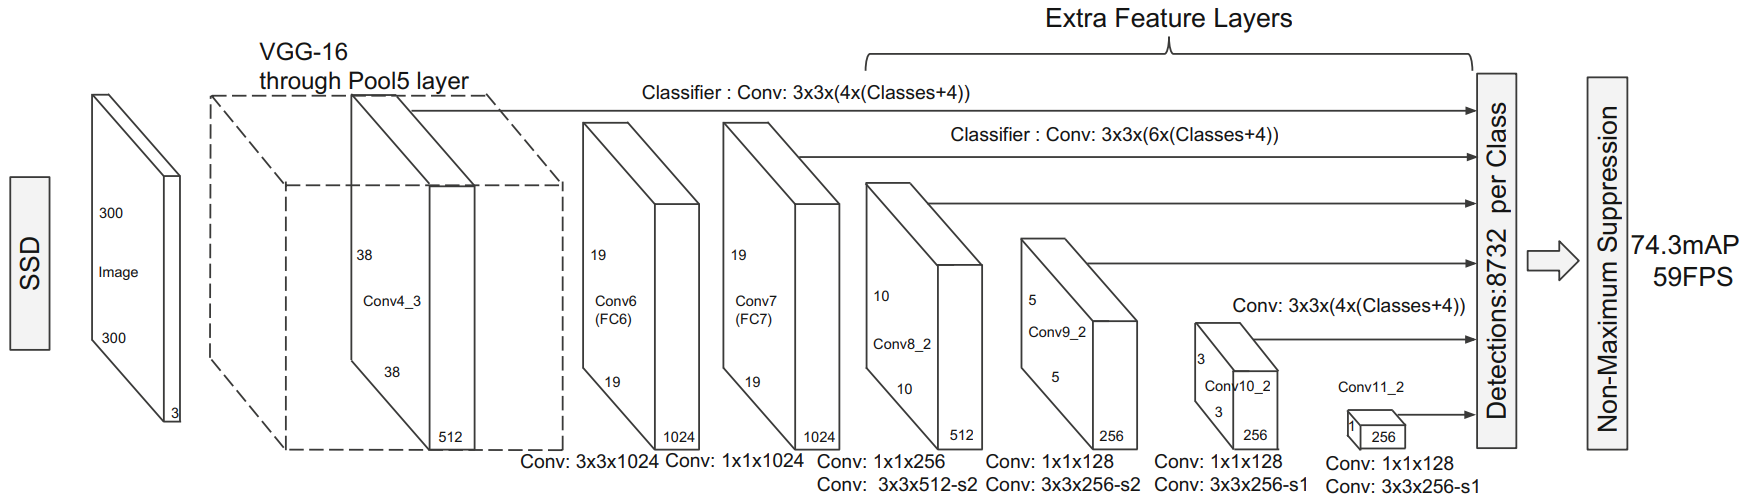 Extra Feature Layers
VGG-16
through Pool5 layer
Classifier : Conv: 3x3x(4x(Classes+4))
Classifier : Conv: 3x3x(6x(Classes+4))
SSD
300
Image
300
3
38
Conv4_3
38
512
19
Conv6
(FC6)
19
1024
19
Conv7
(FC7)
19
1024
10
Conv8_2
10
512
5
Conv9_2
5
256
Conv: 3x3x(4x(Classes+4))
3
Conv10_2
3
256
Conv11_2
1
256
Detections:8732 per Class
Non-Maximum Suppression
74.3mAP
59FPS
Conv: 3x3x1024
Conv: 1x1x1024
Conv: 1x1x256
Conv: 3x3x512-s2
Conv: 1x1x128
Conv: 3x3x256-s2
Conv: 1x1x128
Conv: 3x3x256-s1
Conv: 1x1x128
Conv: 3x3x256-s1